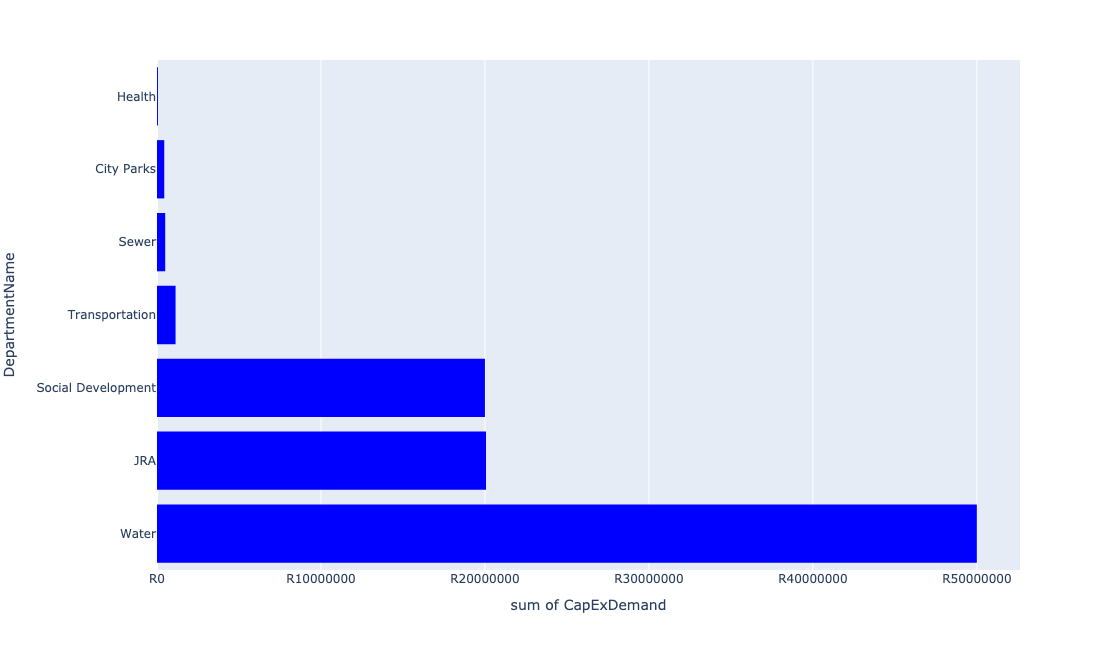 Health
City Parks
Sewer
Transportation
Social Development
JRA
Water
DepartmentName
R0 R10000000 R20000000 R30000000 R40000000 R50000000
sum of CapExDemand